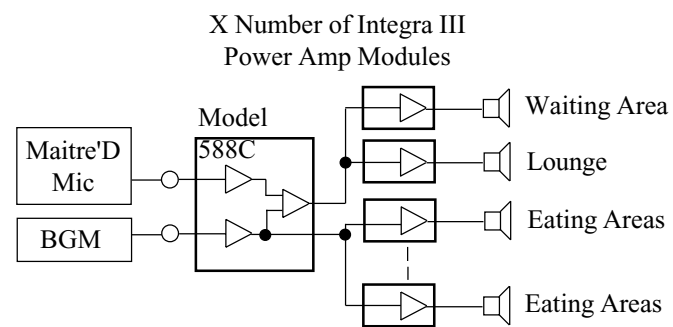 X Number of Integra III
Power Amp Modules
Model
588C
Maitre'D
Mic
BGM
Waiting Area
Lounge
Eating Areas
Eating Areas